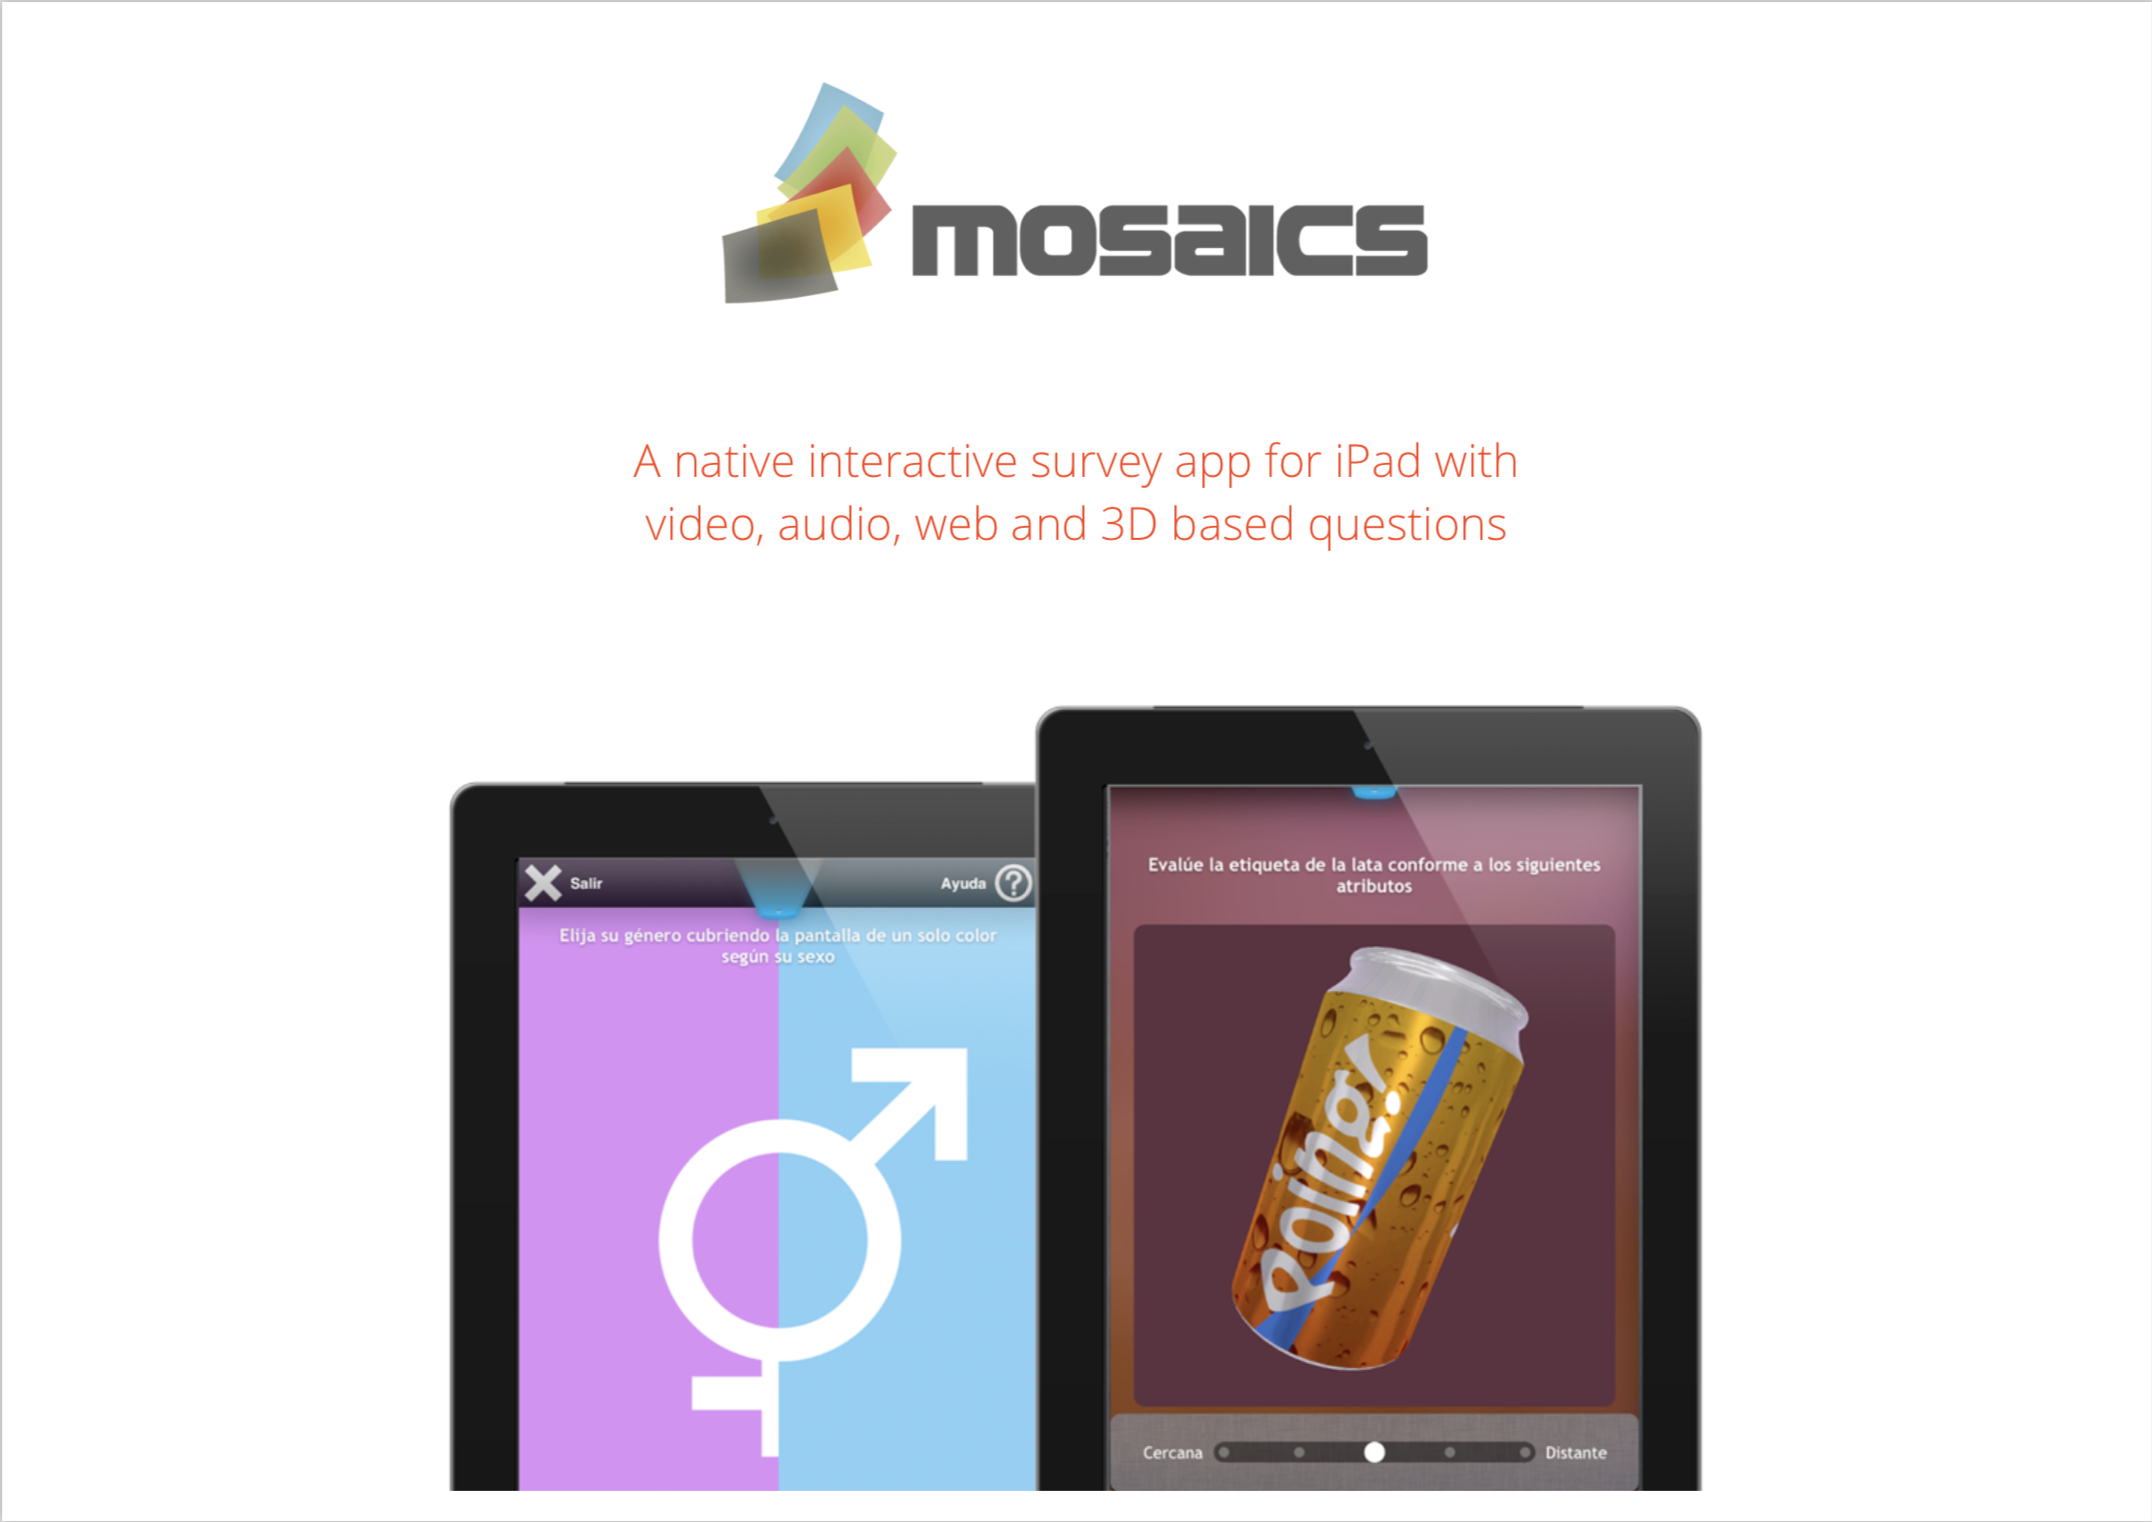 mosaics
A native interactive survey app for iPad with
video, audio, web and 3D based questions
Salir
Ayuda ?
Elija su género cubriendo la pantalla de un solo color
según su sexo
Evalúe la etiqueta de la lata conforme a los siguientes
atributos
Poing!
Cercana
Distante